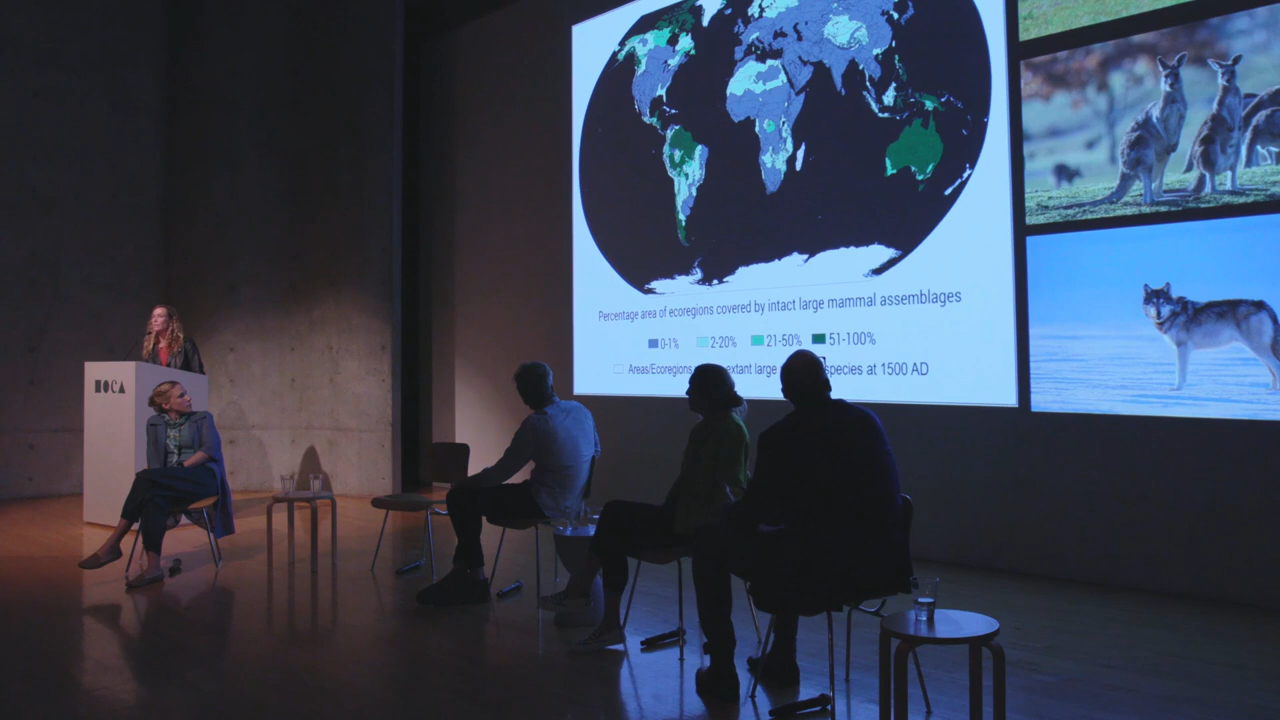 MOCA
Percentage area of ecoregions covered by intact large mammal assemblages
0-1% 2-20% 21-50% 51-100%
Areas/Ecoregions extant large species at 1500 AD